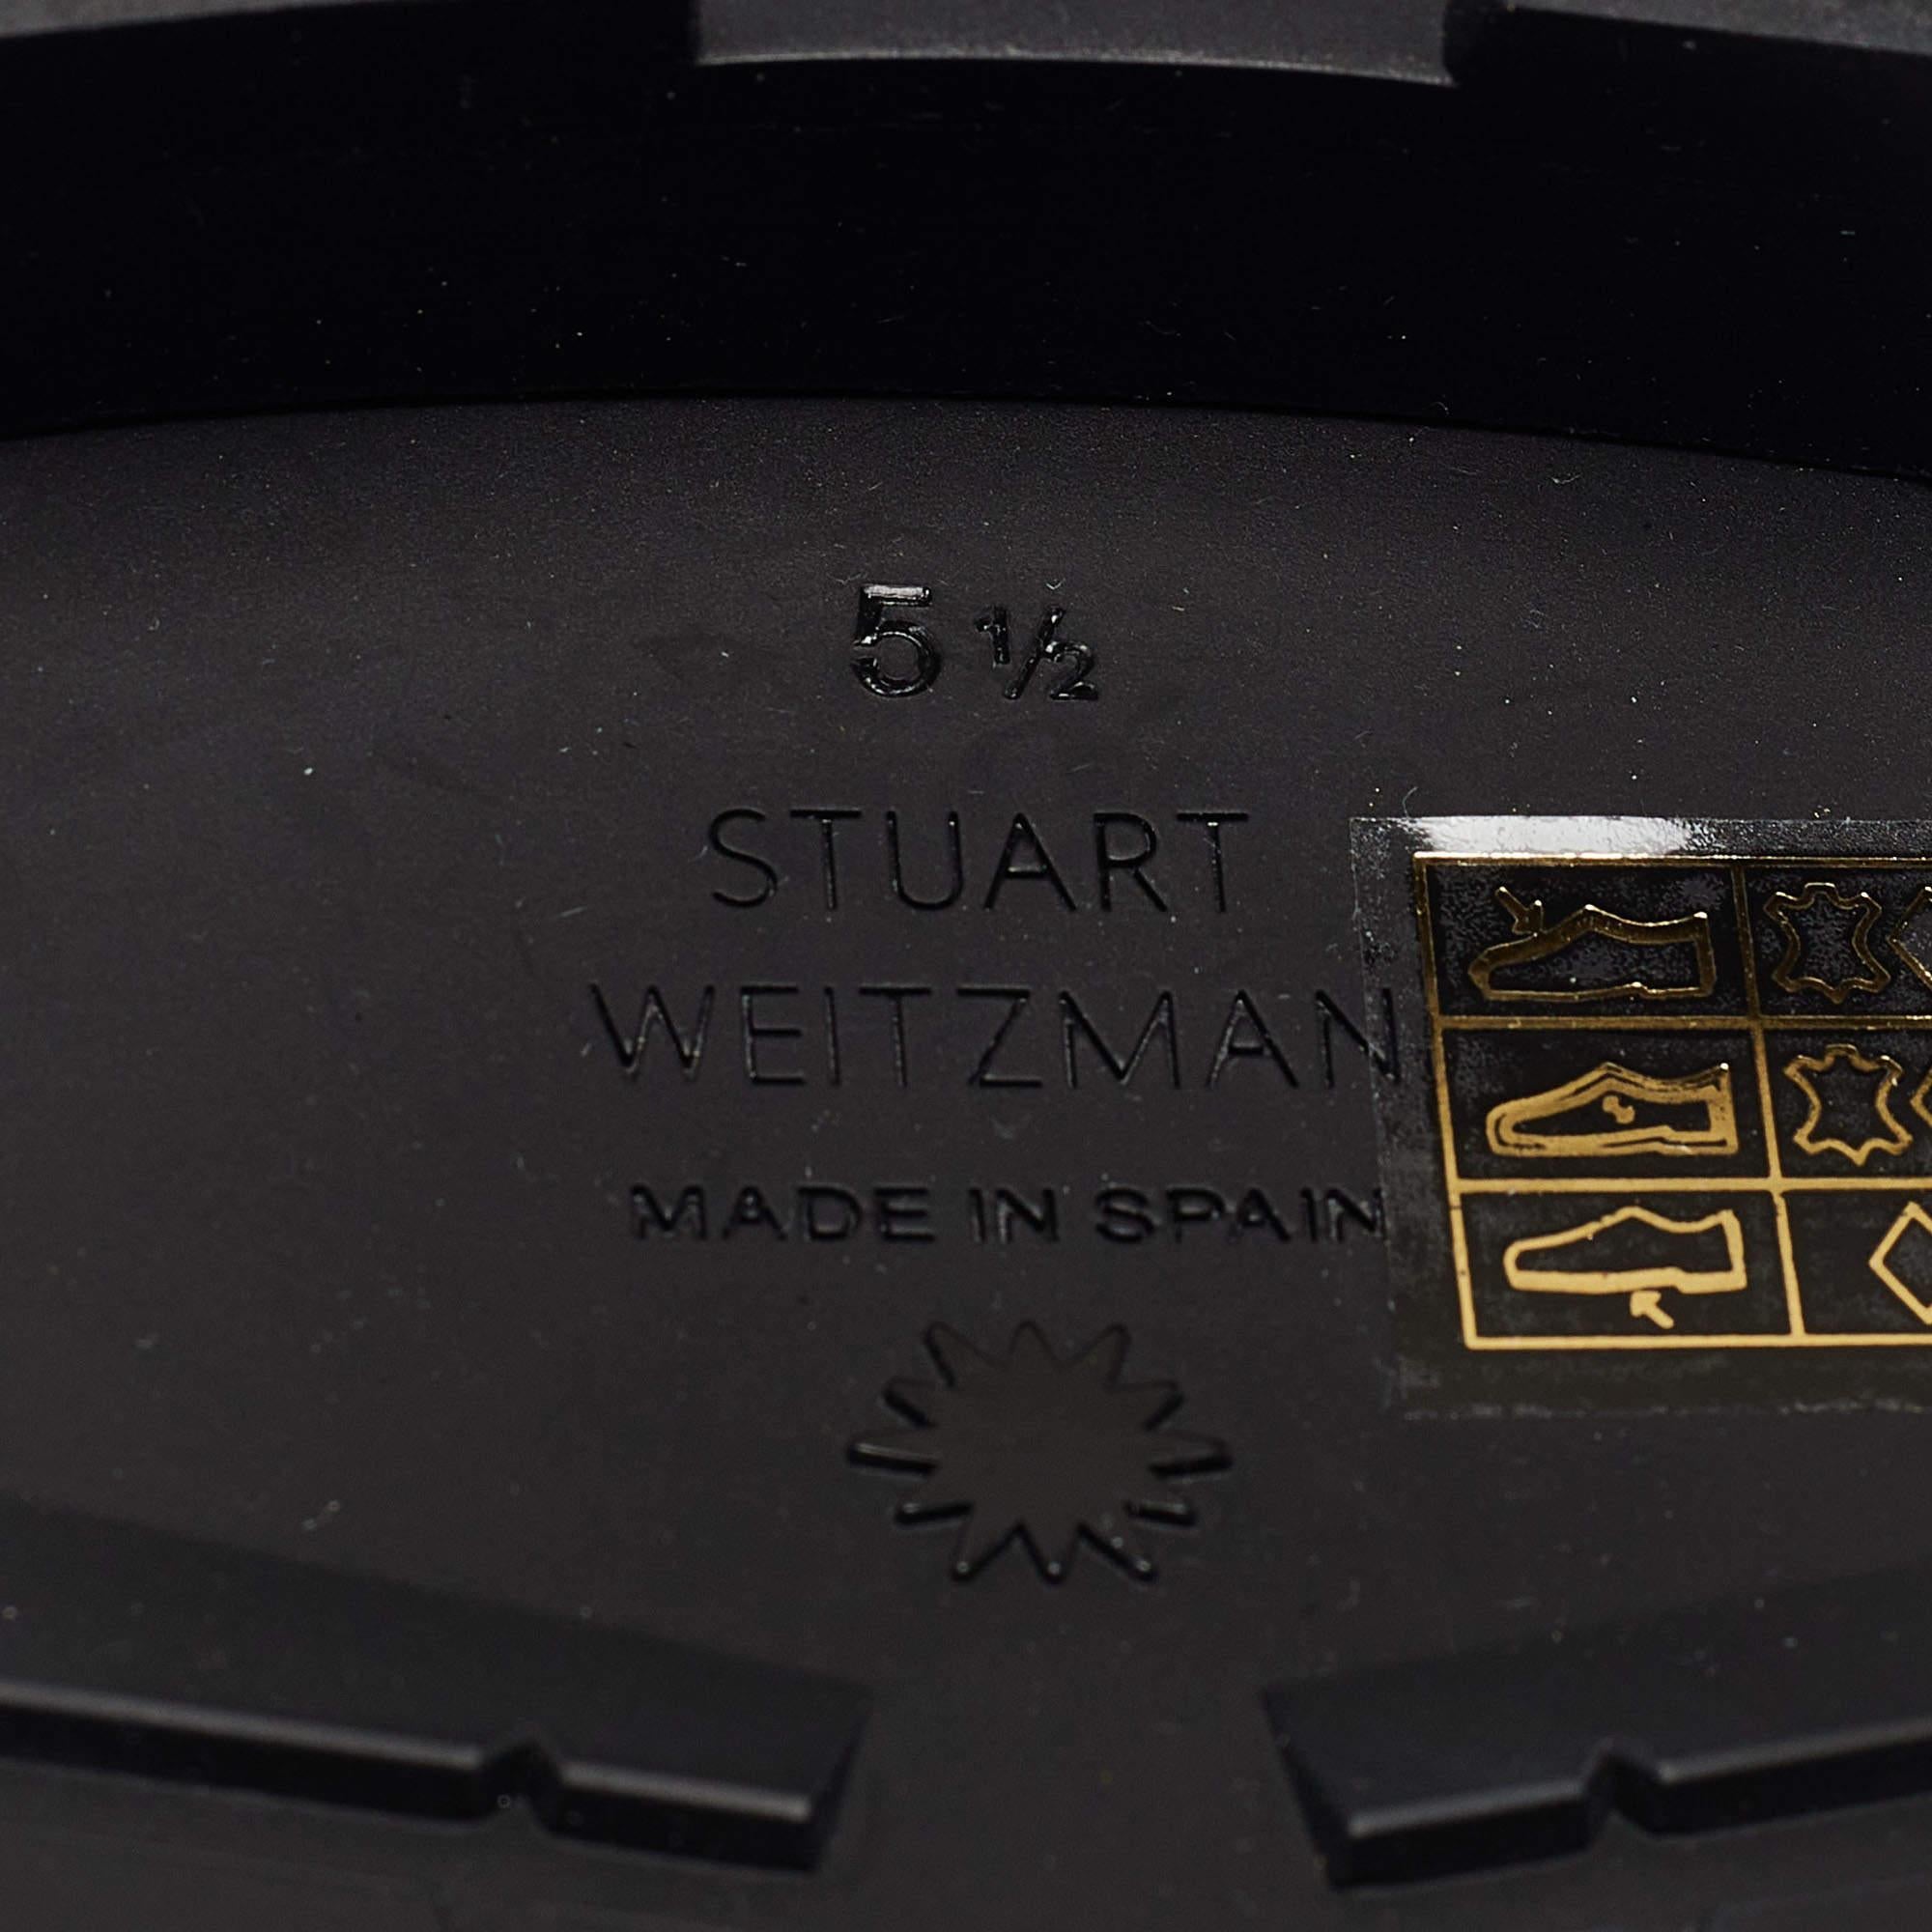 5 ½
STUART
WEITZMAN
MADE IN SPAIN